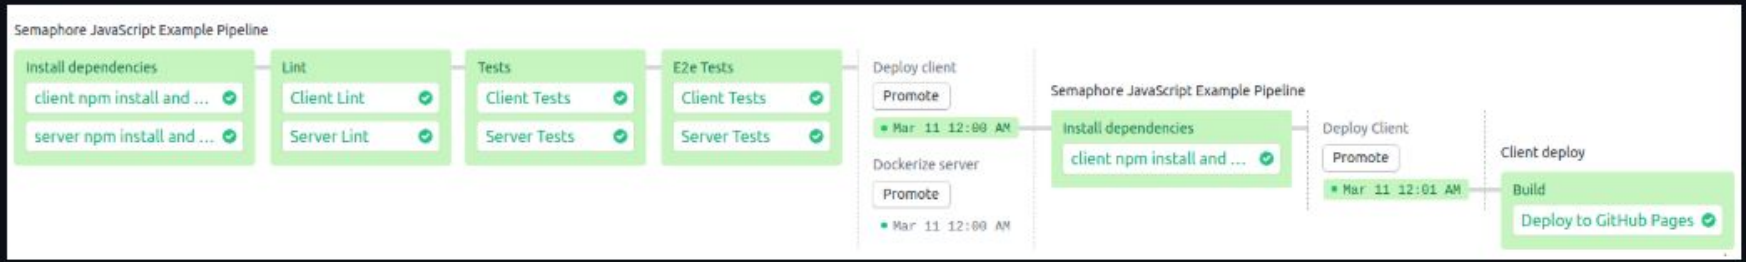 Semaphore JavaScript Example Pipeline
Install dependencies
client npm install and ...
server npm install and ...
Lint
Client Lint
Server Lint
Tests
Client Tests
Server Tests
E2e Tests
Client Tests
Server Tests
Deploy client
Promote
Mar 11 12:00 AM
Dockerize server
Promote
Mar 11 12:00 AM
Semaphore JavaScript Example Pipeline
Install dependencies
client npm install and ...
Deploy Client
Promote
Mar 11 12:01 AM
Client deploy
Build
Deploy to GitHub Pages